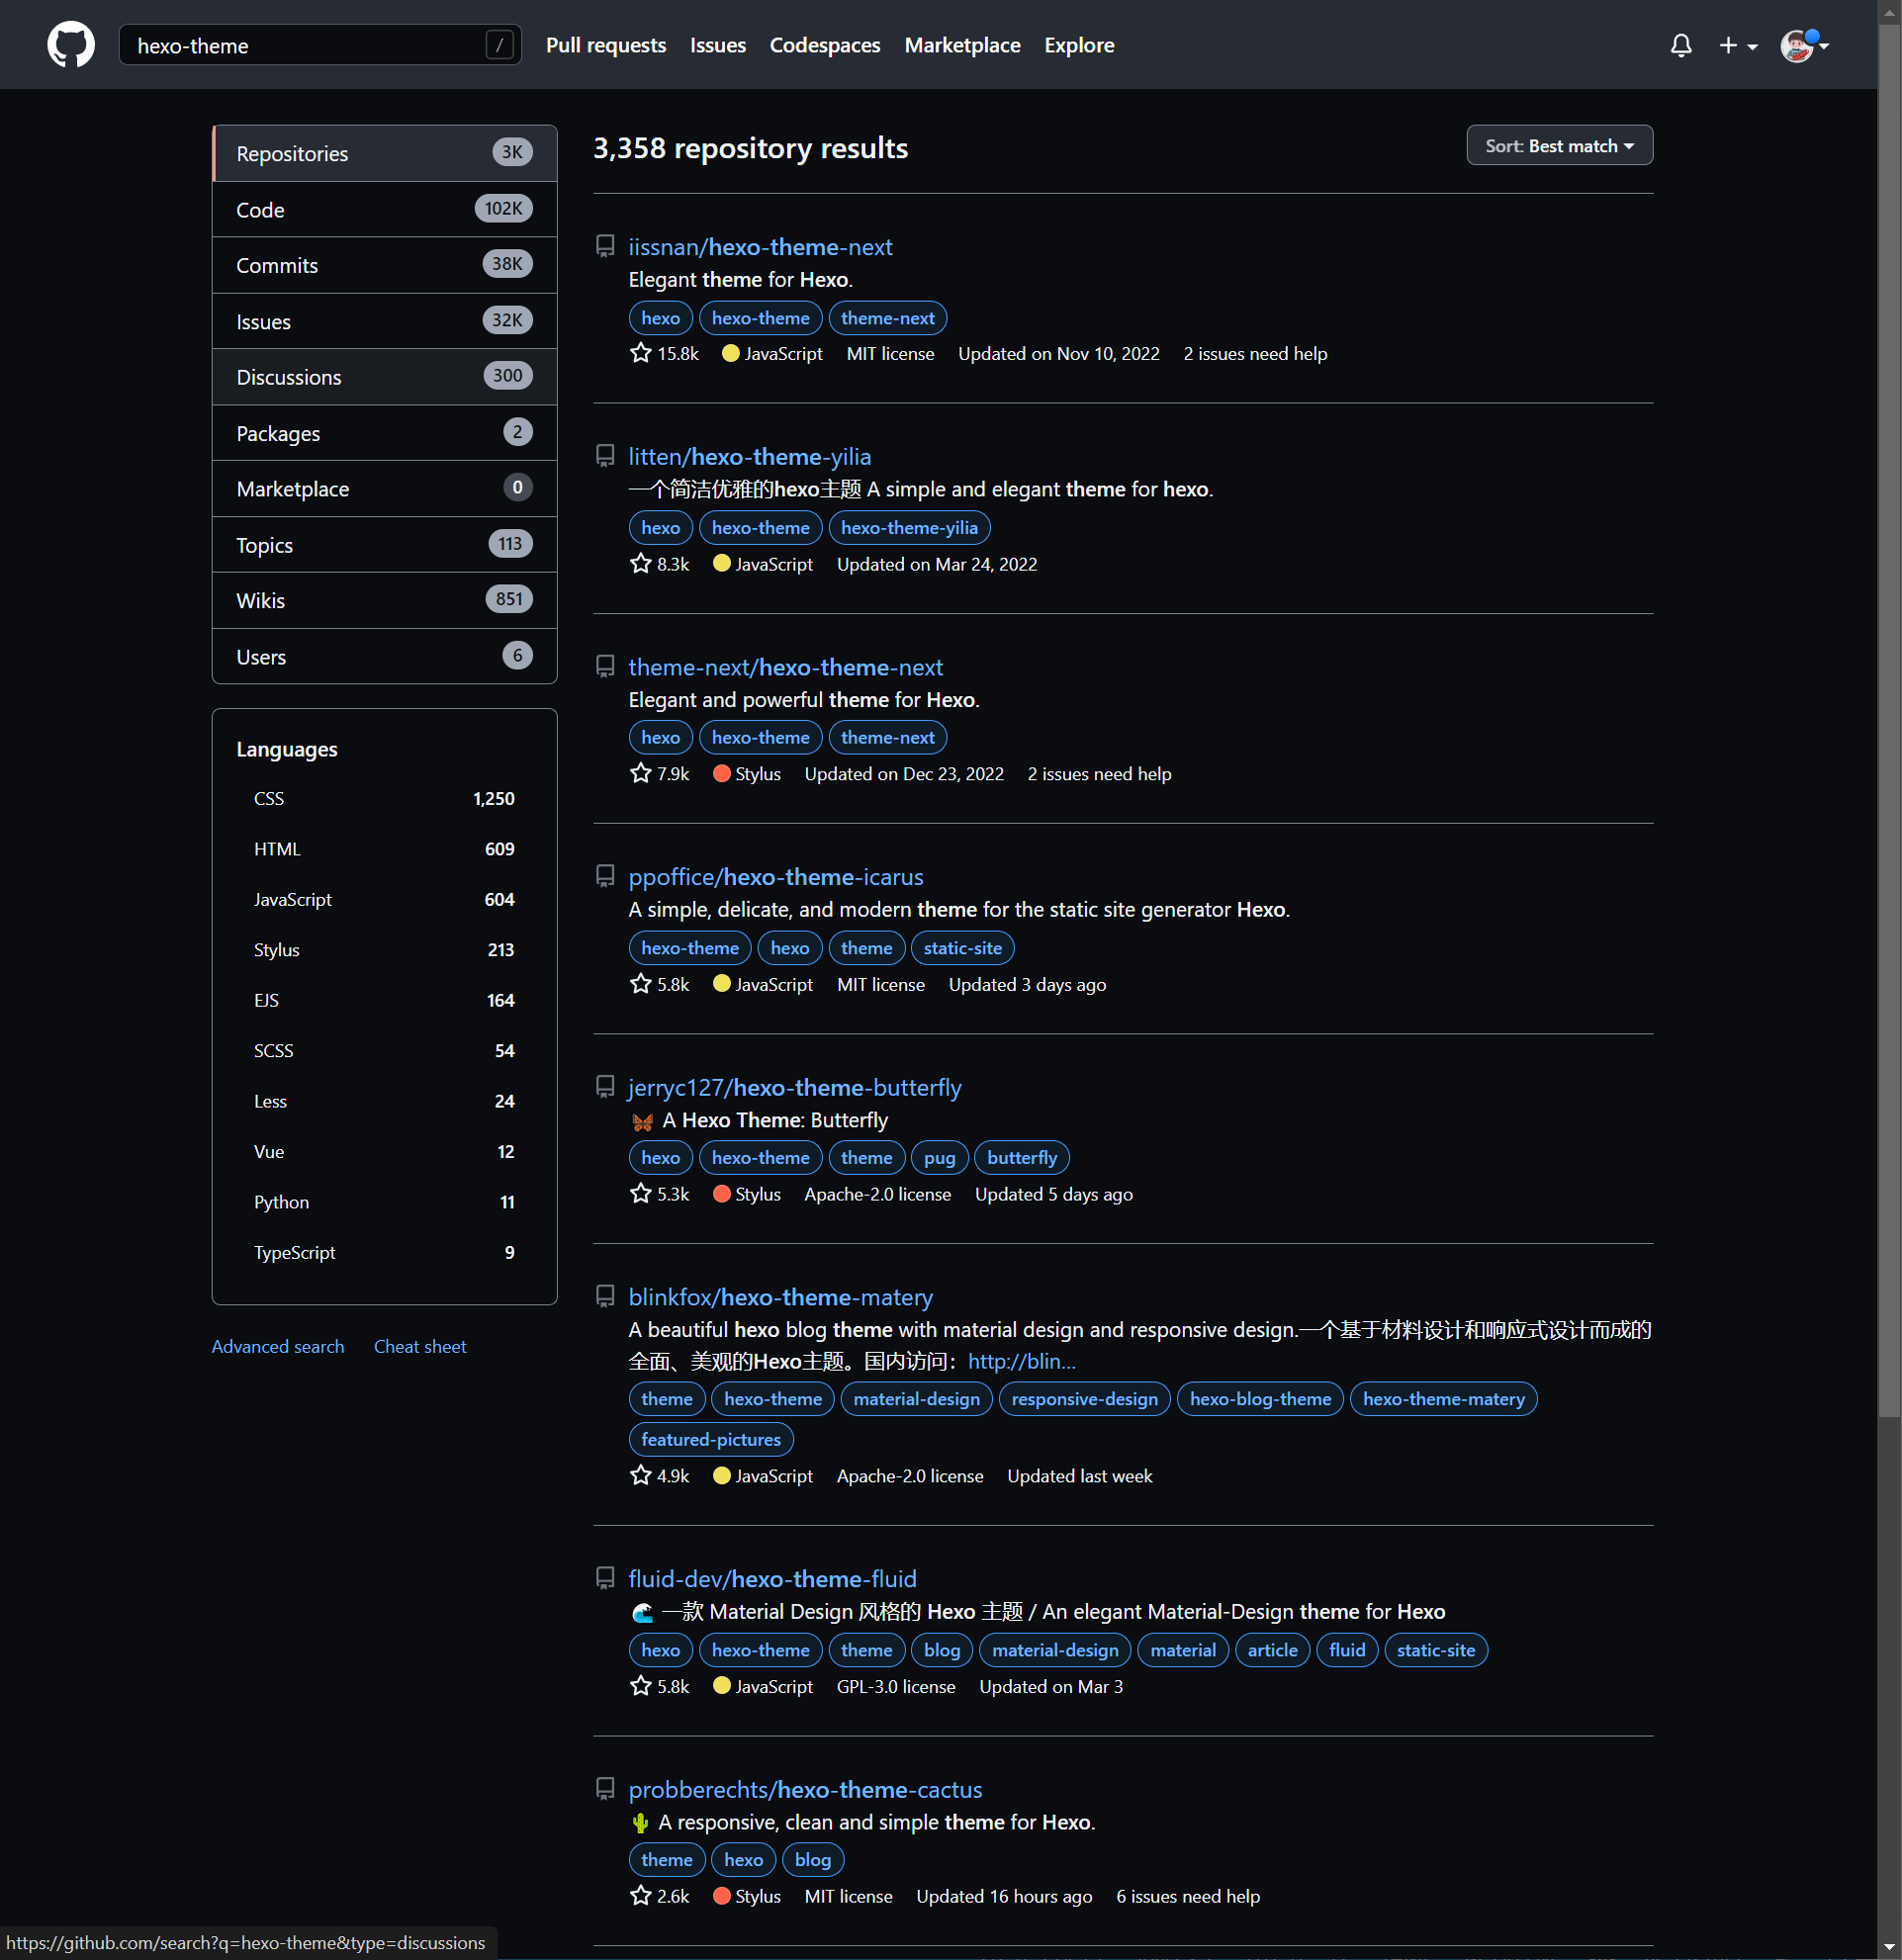 hexo-theme /
Pull requests Issues Codespaces Marketplace Explore
Repositories 3K
Code 102K
Commits 38K
Issues 32K
Discussions 300
Packages 2
Marketplace 0
Topics 113
Wikis 851
Users 6
Languages
CSS 1,250
HTML 609
JavaScript 604
Stylus 213
EJS 164
SCSS 54
Less 24
Vue 12
Python 11
TypeScript 9
Advanced search Cheat sheet
3,358 repository results
Sort: Best match
iissnan/hexo-theme-next
Elegant theme for Hexo.
hexo hexo-theme theme-next
15.8k JavaScript MIT license Updated on Nov 10, 2022 2 issues need help
litten/hexo-theme-yilia
一个简洁优雅的hexo主题 A simple and elegant theme for hexo.
hexo hexo-theme hexo-theme-yilia
8.3k JavaScript Updated on Mar 24, 2022
theme-next/hexo-theme-next
Elegant and powerful theme for Hexo.
hexo hexo-theme theme-next
7.9k Stylus Updated on Dec 23, 2022 2 issues need help
ppoffice/hexo-theme-icarus
A simple, delicate, and modern theme for the static site generator Hexo.
hexo-theme hexo theme static-site
5.8k JavaScript MIT license Updated 3 days ago
jerryc127/hexo-theme-butterfly
🦋 A Hexo Theme: Butterfly
hexo hexo-theme theme pug butterfly
5.3k Stylus Apache-2.0 license Updated 5 days ago
blinkfox/hexo-theme-matery
A beautiful hexo blog theme with material design and responsive design.一个基于材料设计和响应式设计而成的
全面、美观的Hexo主题。国内访问：http://blin...
theme hexo-theme material-design responsive-design hexo-blog-theme hexo-theme-matery
featured-pictures
4.9k JavaScript Apache-2.0 license Updated last week
fluid-dev/hexo-theme-fluid
🌊 一款 Material Design 风格的 Hexo 主题 / An elegant Material-Design theme for Hexo
hexo hexo-theme theme blog material-design material article fluid static-site
5.8k JavaScript GPL-3.0 license Updated on Mar 3
probberechts/hexo-theme-cactus
🌵 A responsive, clean and simple theme for Hexo.
theme hexo blog
2.6k Stylus MIT license Updated 16 hours ago 6 issues need help
https://github.com/search?q=hexo-theme&type=discussions